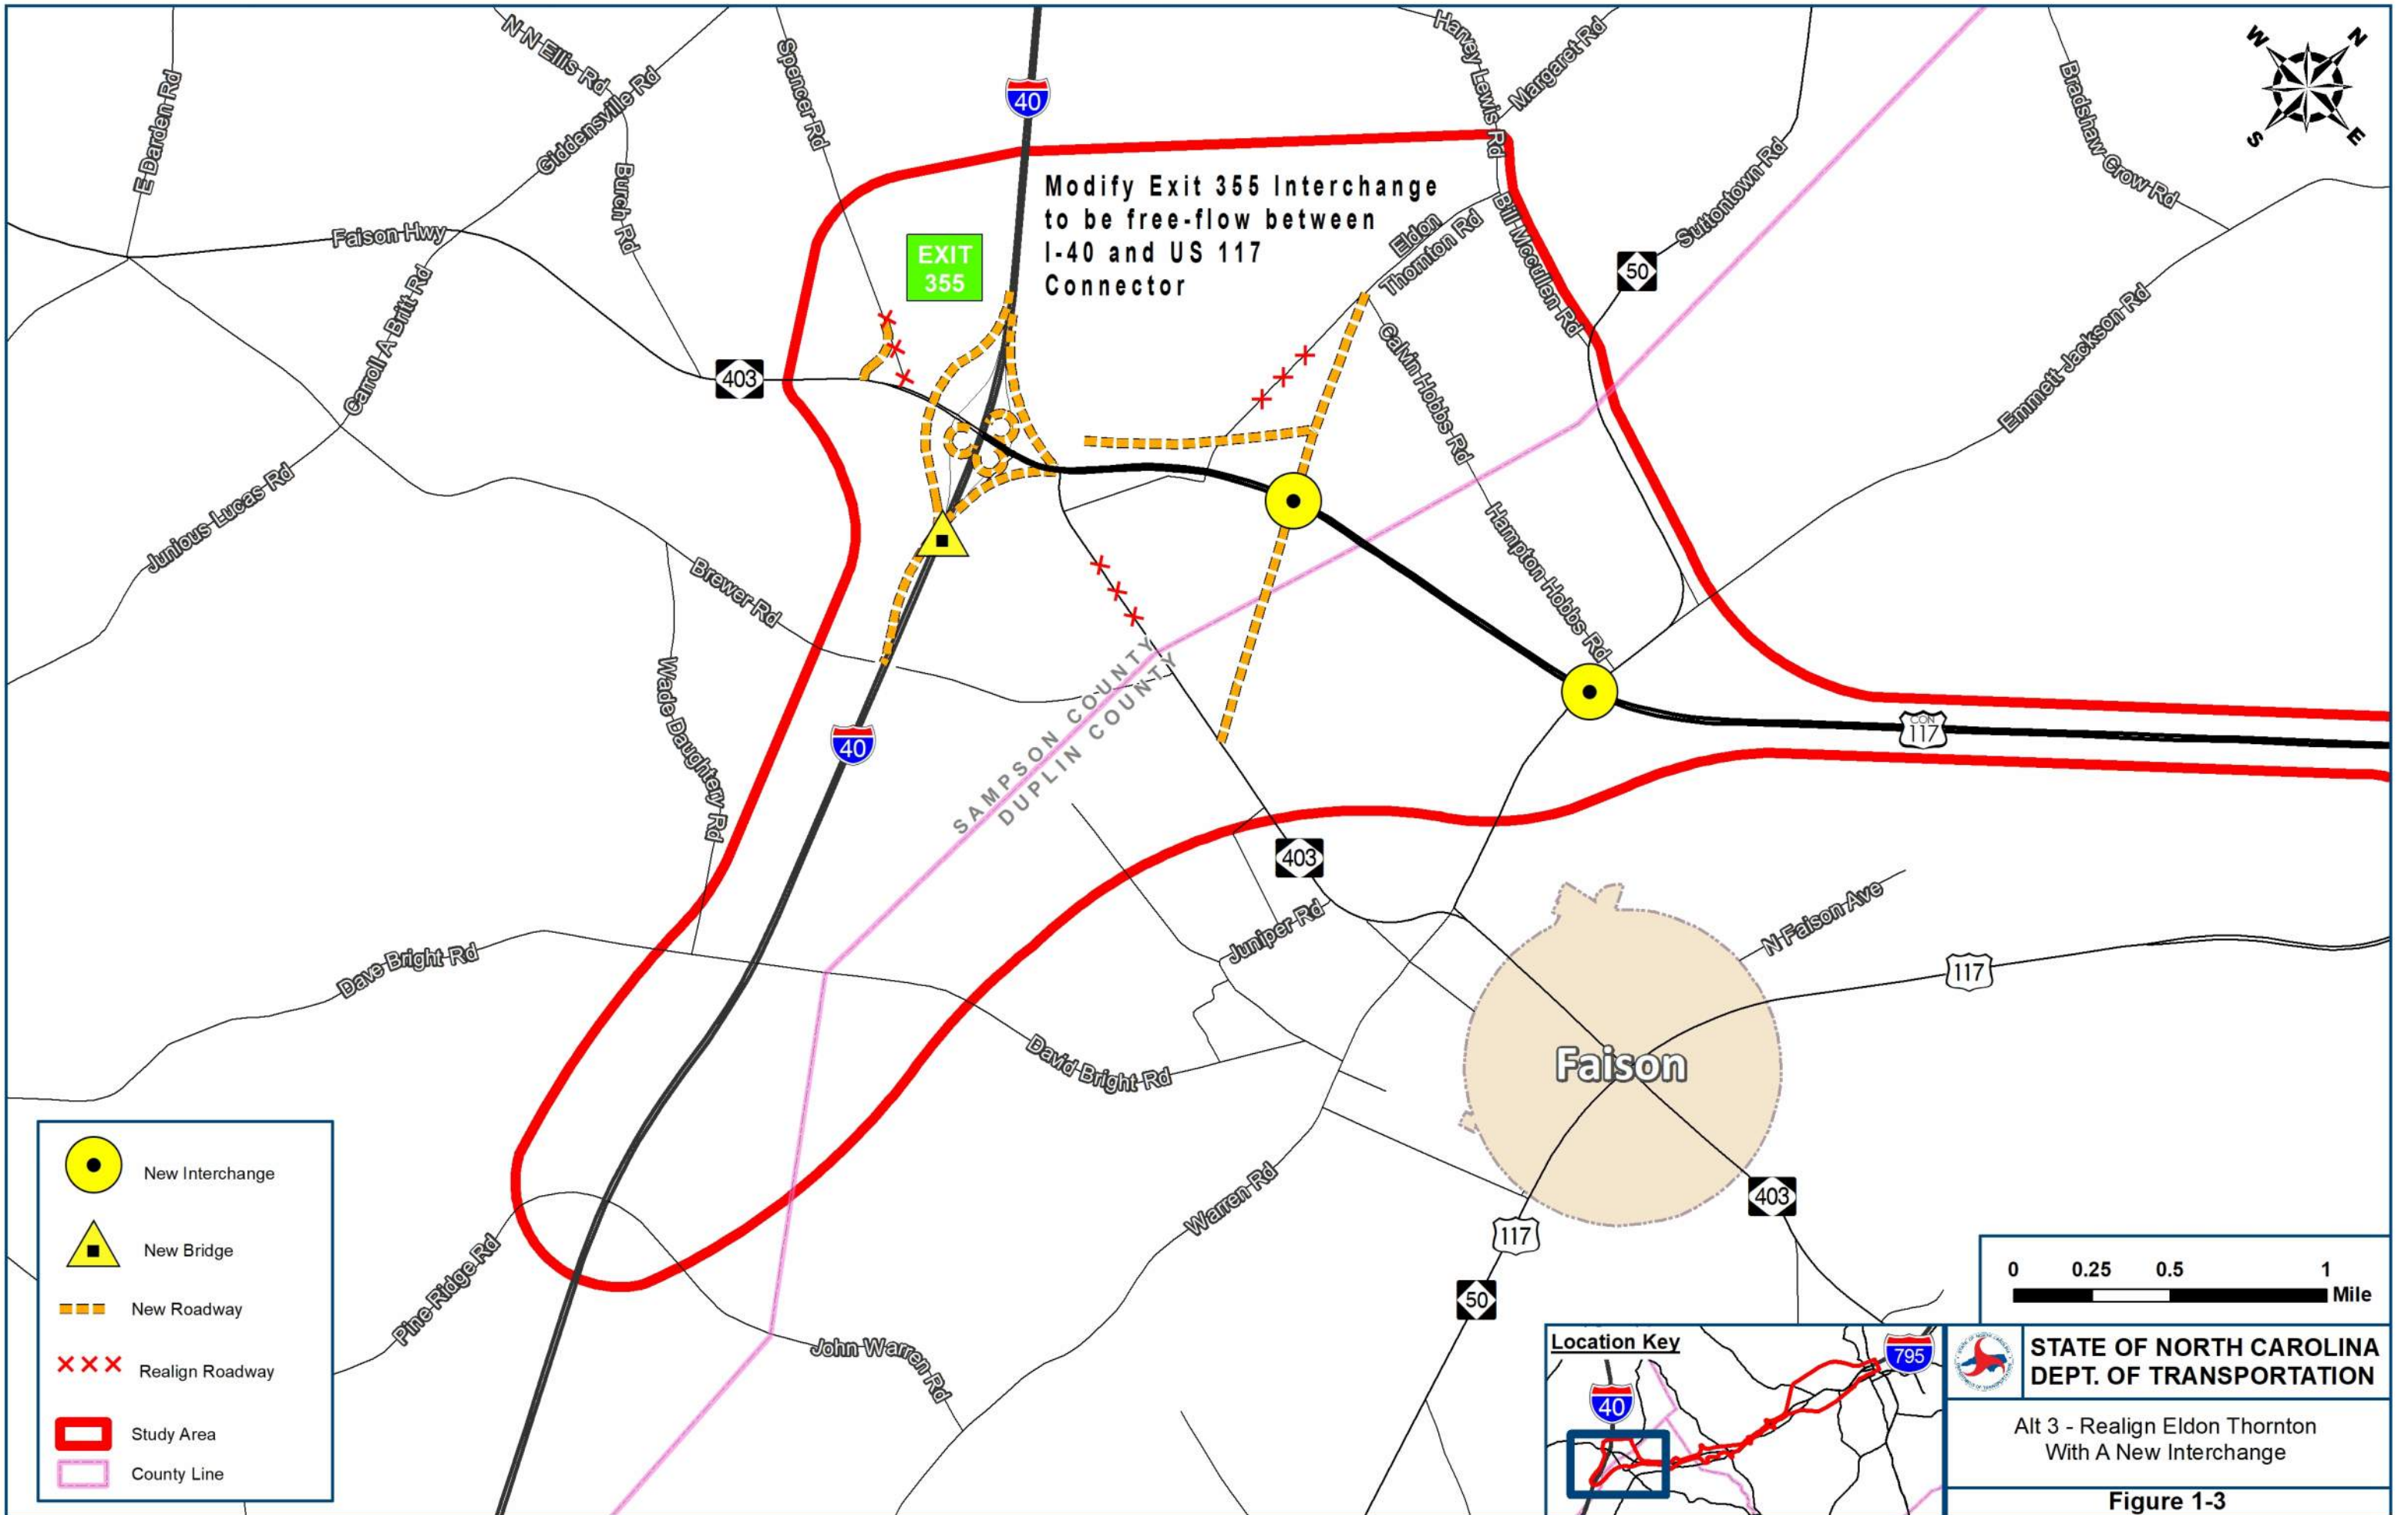 N N Ellis Rd
Giddensville Rd
E Darden Rd
Spencer Rd
40
Harvey Lewis Rd
Margaret Rd
Bradshaw Crow Rd
W
N
S
E
Burch Rd
Faison Hwy
EXIT
355
Modify Exit 355 Interchange
to be free-flow between
I-40 and US 117
Connector
Eldon
Thornton Rd
Bill Mccullen Rd
50
Suttontown Rd
Carroll A Britt Rd
403
Calvin Hobbs Rd
Emmett Jackson Rd
Junious Lucas Rd
Brewer Rd
Hampton Hobbs Rd
Wade Daughtery Rd
SAMPSON COUNTY
DUPLIN COUNTY
40
CON
117
403
Juniper Rd
N Faison Ave
117
Dave Bright Rd
David Bright Rd
Faison
Warren Rd
403
117
50
Pine Ridge Rd
John Warren Rd
New Interchange
New Bridge
New Roadway
Realign Roadway
Study Area
County Line
0 0.25 0.5 1
Mile
Location Key
40
795
STATE OF NORTH CAROLINA
DEPT. OF TRANSPORTATION
Alt 3 - Realign Eldon Thornton
With A New Interchange
Figure 1-3